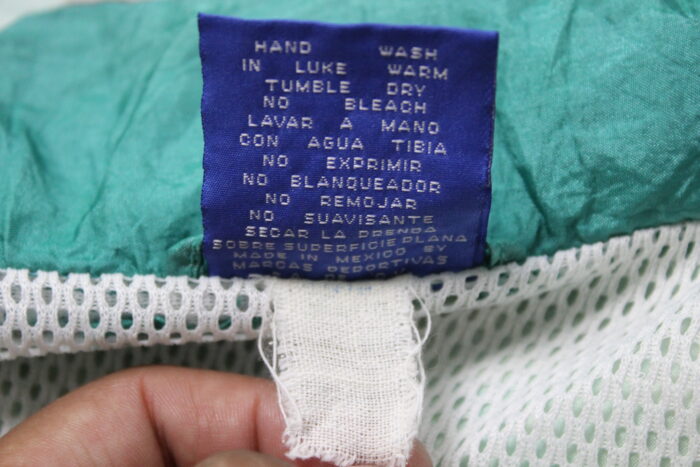 HAND WASH
IN LUKE WARM
TUMBLE DRY
NO BLEACH
LAVAR A MANO
CON AGUA TIBIA
NO EXPRIMIR
NO BLANQUEADOR
NO REMOJAR
NO SUAVISANTE
SECAR LA PRENDA
SOBRE SUPERFICIE PLANA
MADE IN MEXICO BY
MARCAS DEPORTIVAS